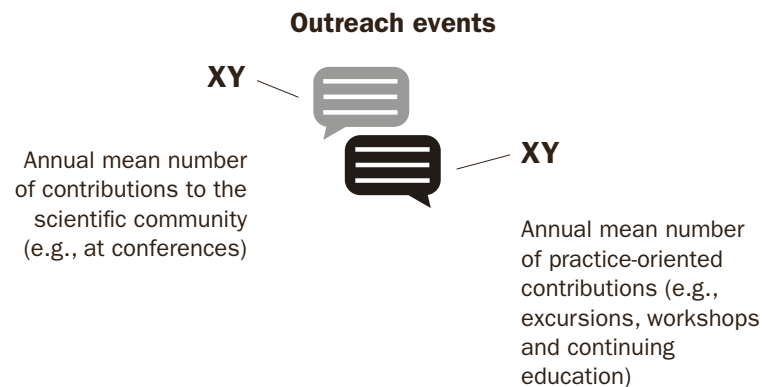 Outreach events
XY
Annual mean number
of contributions to the
scientific community
(e.g., at conferences)
XY
Annual mean number
of practice-oriented
contributions (e.g.,
excursions, workshops
and continuing
education)